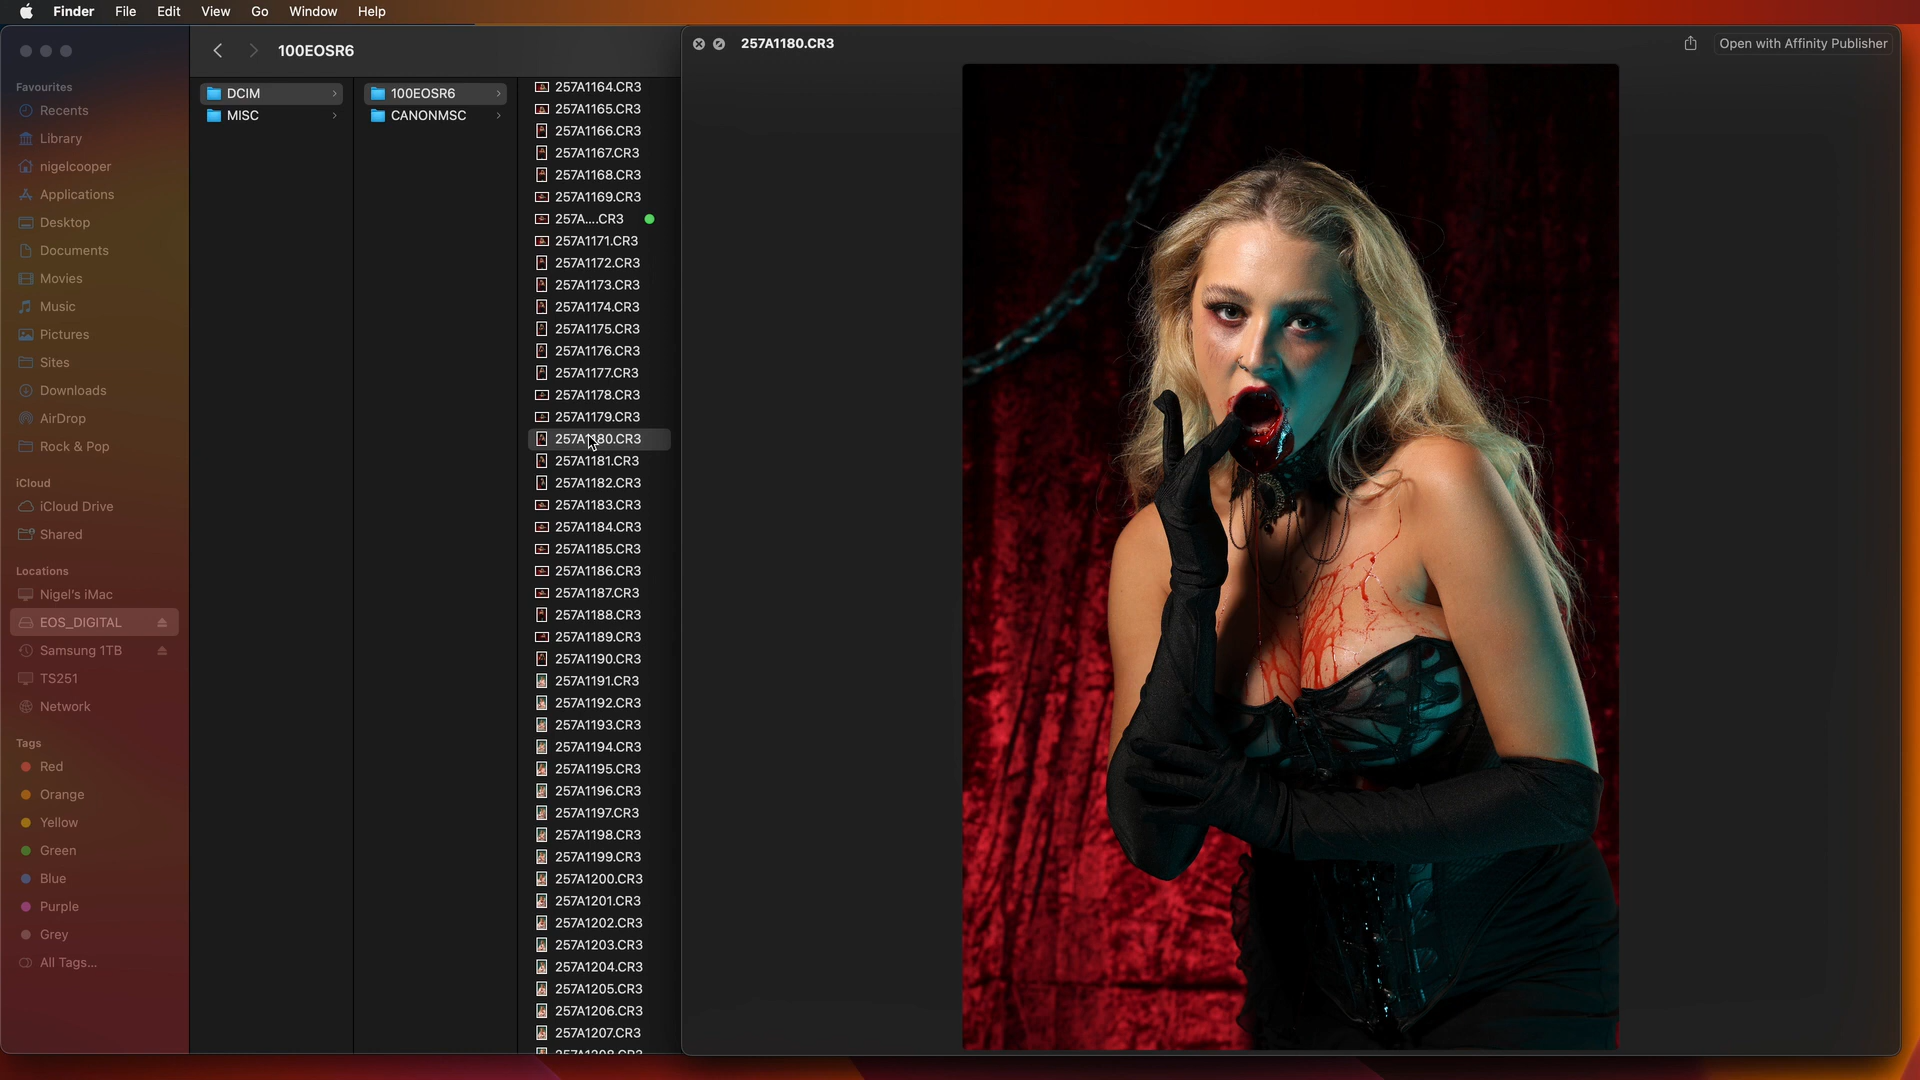 Finder File Edit View Go Window Help
100EOSR6
257A1180.CR3
Open with Affinity Publisher
Favourites
Recents
Library
nigelcooper
Applications
Desktop
Documents
Movies
Music
Pictures
Sites
Downloads
AirDrop
Rock & Pop
iCloud
iCloud Drive
Shared
Locations
Nigel's iMac
EOS_DIGITAL
Samsung 1TB
TS251
Network
Tags
Red
Orange
Yellow
Green
Blue
Purple
Grey
All Tags...
DCIM
MISC
100EOSR6
CANONMSC
257A1164.CR3
257A1165.CR3
257A1166.CR3
257A1167.CR3
257A1168.CR3
257A1169.CR3
257A....CR3
257A1171.CR3
257A1172.CR3
257A1173.CR3
257A1174.CR3
257A1175.CR3
257A1176.CR3
257A1177.CR3
257A1178.CR3
257A1179.CR3
257A1180.CR3
257A1181.CR3
257A1182.CR3
257A1183.CR3
257A1184.CR3
257A1185.CR3
257A1186.CR3
257A1187.CR3
257A1188.CR3
257A1189.CR3
257A1190.CR3
257A1191.CR3
257A1192.CR3
257A1193.CR3
257A1194.CR3
257A1195.CR3
257A1196.CR3
257A1197.CR3
257A1198.CR3
257A1199.CR3
257A1200.CR3
257A1201.CR3
257A1202.CR3
257A1203.CR3
257A1204.CR3
257A1205.CR3
257A1206.CR3
257A1207.CR3
257A1208.CR3